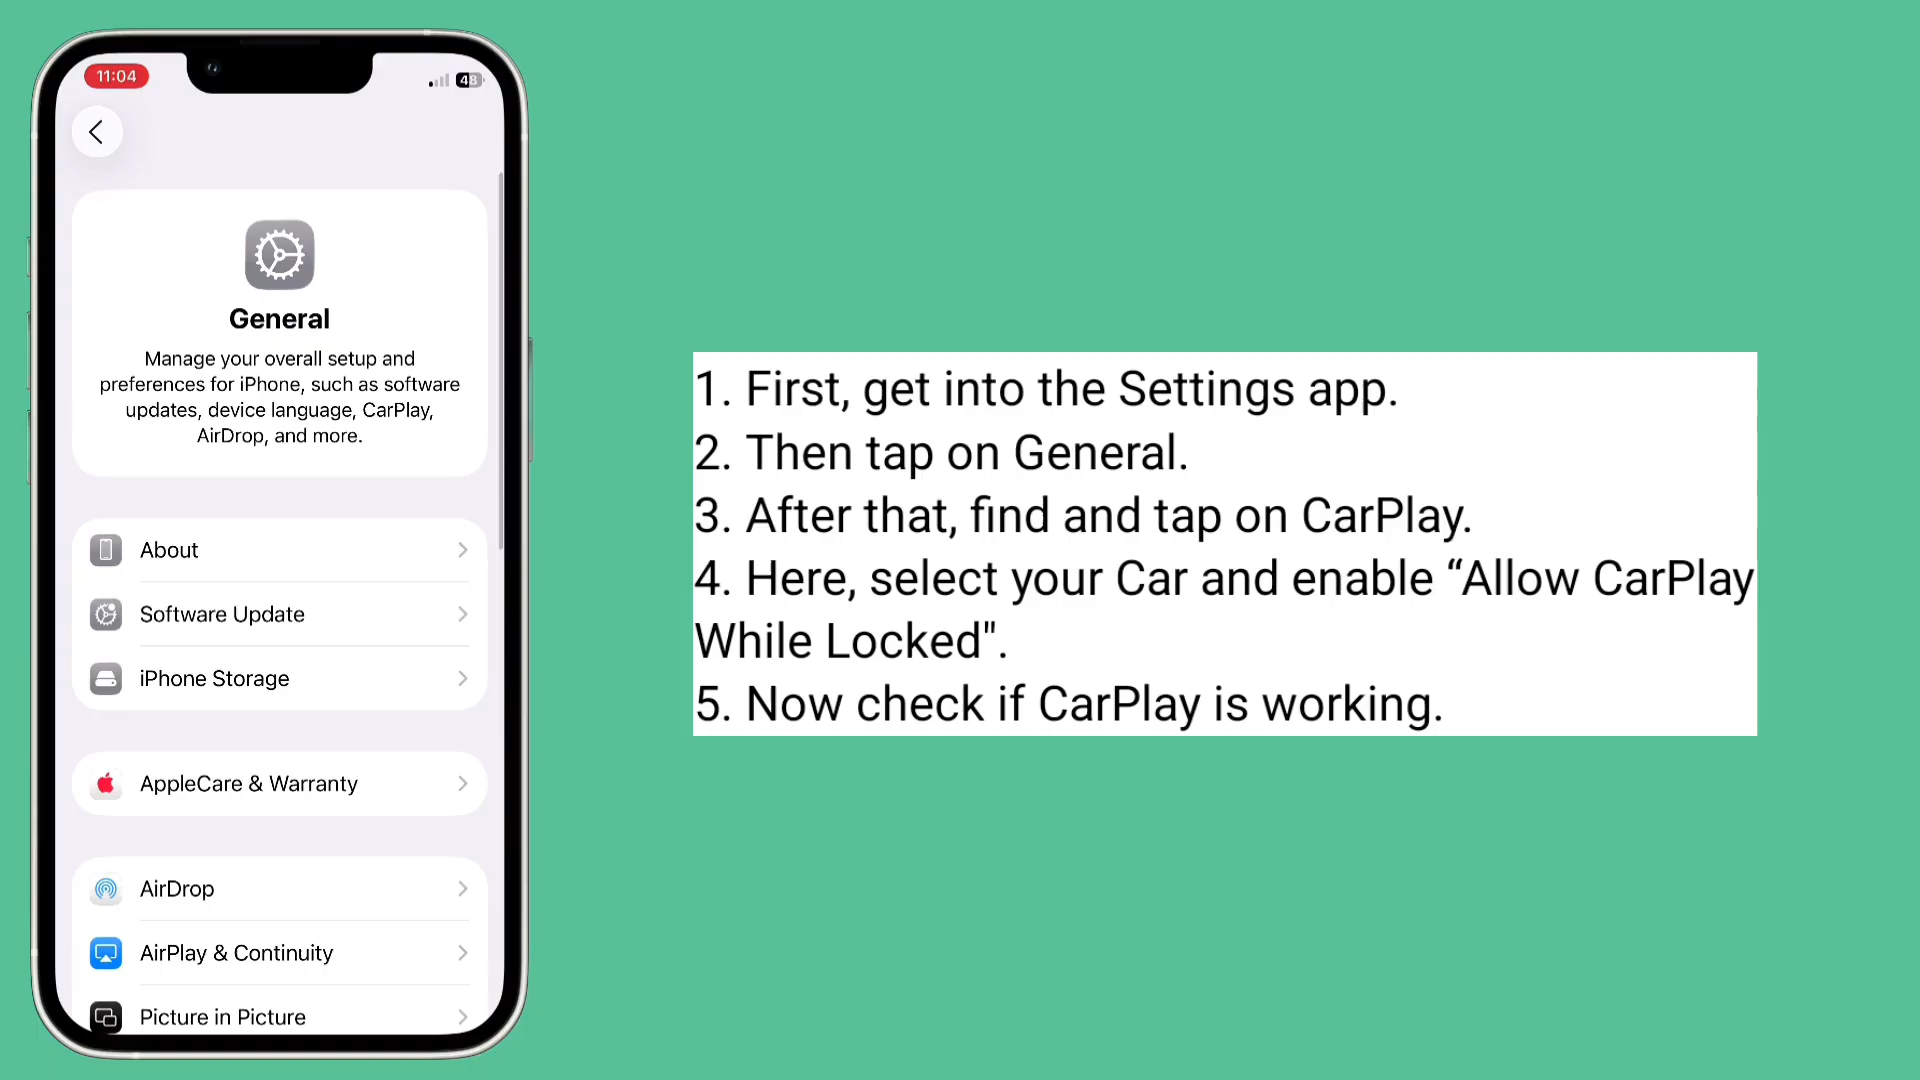 11:04
48
General
Manage your overall setup and
preferences for iPhone, such as software
updates, device language, CarPlay,
AirDrop, and more.
About
Software Update
iPhone Storage
AppleCare & Warranty
AirDrop
AirPlay & Continuity
Picture in Picture
1. First, get into the Settings app.
2. Then tap on General.
3. After that, find and tap on CarPlay.
4. Here, select your Car and enable “Allow CarPlay
While Locked".
5. Now check if CarPlay is working.